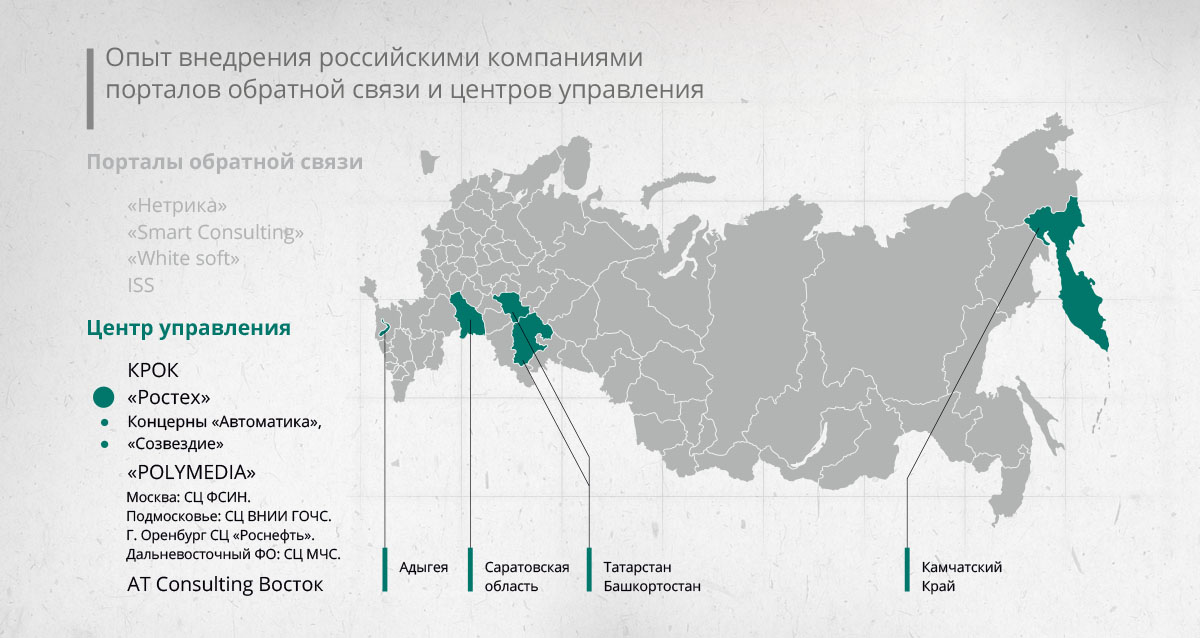 Опыт внедрения российскими компаниями
порталов обратной связи и центров управления
Порталы обратной связи
«Нетрика»
«Smart Consulting»
«White soft»
ISS
Центр управления
КРОК
«Ростех»
Концерны «Автоматика»,
«Созвездие»
«POLYMEDIA»
Москва: СЦ ФСИН.
Подмосковье: СЦ ВНИИ ГОЧС.
Г. Оренбург СЦ «Роснефть».
Дальневосточный ФО: СЦ МЧС.
AT Consulting Восток
Адыгея
Саратовская
область
Татарстан
Башкортостан
Камчатский
Край